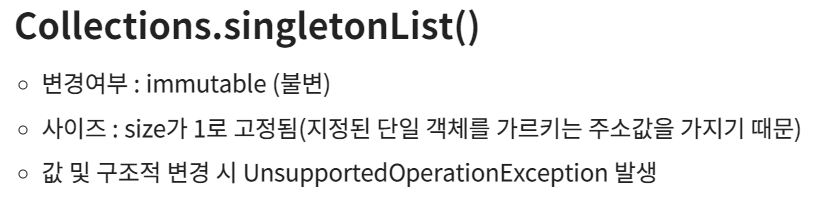 Collections.singletonList()
변경여부 : immutable (불변)
사이즈 : size가 1로 고정됨(지정된 단일 객체를 가르키는 주소값을 가지기 때문)
값 및 구조적 변경 시 UnsupportedOperationException 발생